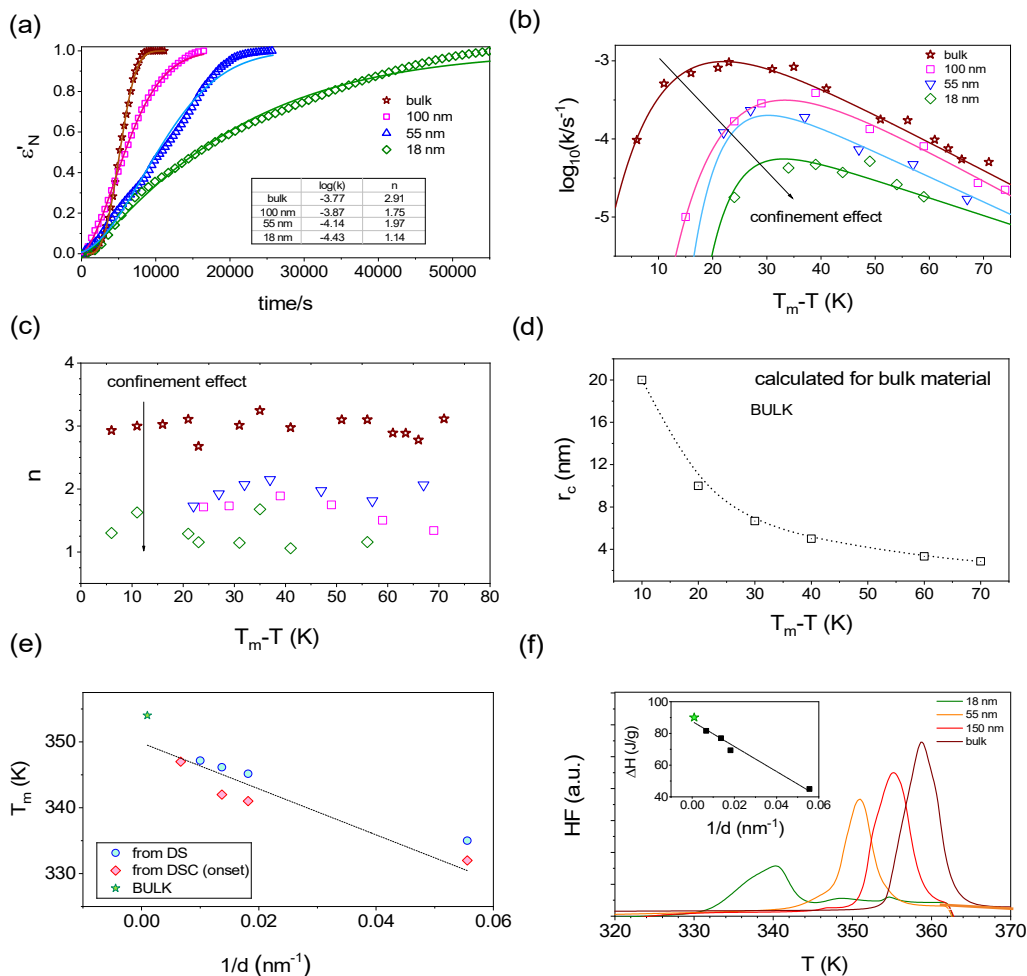 (a)
1.0
0.8
0.6
0.4
0.2
0.0
ε'N
bulk
100 nm
55 nm
18 nm
log(k) n
bulk -3.77 2.91
100 nm -3.87 1.75
55 nm -4.14 1.97
18 nm -4.43 1.14
0 10000 20000 30000 40000 50000
time/s
(b)
-3
-4
-5
log10(k/s-1)
bulk
100 nm
55 nm
18 nm
confinement effect
10 20 30 40 50 60 70
Tm-T (K)
(c)
4
3
2
1
n
confinement effect
0 10 20 30 40 50 60 70 80
Tm-T (K)
(d)
20
16
12
8
4
rc (nm)
calculated for bulk material
BULK
10 20 30 40 50 60 70
Tm-T (K)
(e)
350
340
330
Tm (K)
from DS
from DSC (onset)
BULK
0.00 0.02 0.04 0.06
1/d (nm-1)
(f)
HF (a.u.)
100
80
60
40
ΔH (J/g)
0.00 0.02 0.04 0.06
1/d (nm-1)
18 nm
55 nm
150 nm
bulk
320 330 340 350 360 370
T (K)